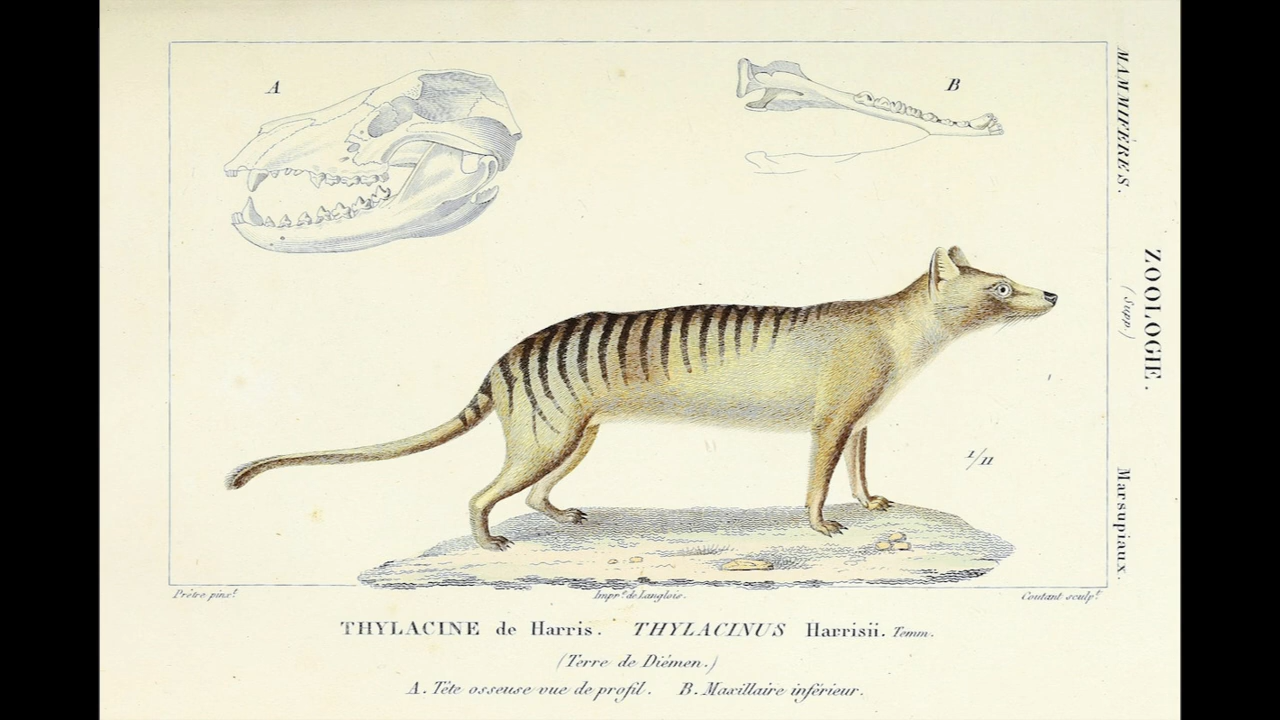 A
B
MAMMIFÈRES.
ZOOLOGIE.
(Supp.)
Marsupiaux.
1/11
Prêtre pinx.t
Impr.e de Langlois.
Coutant sculp.t
THYLACINE de Harris. THYLACINUS Harrisii. Temm.
(Terre de Diémen.)
A. Tête osseuse vue de profil. B. Maxillaire inférieur.